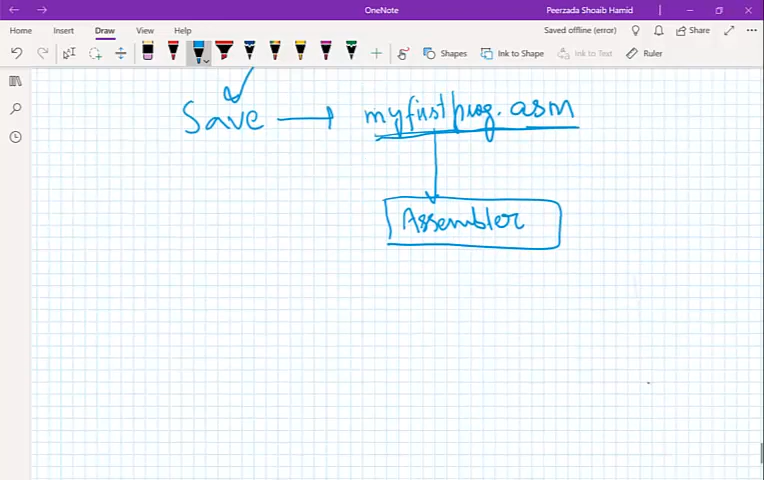 OneNote
Peerzada Shoaib Hamid
Home Insert Draw View Help
Saved offline (error)
Share
Shapes
Ink to Shape
Ink to Text
Ruler
Save
myfirstprog.asm
Assembler